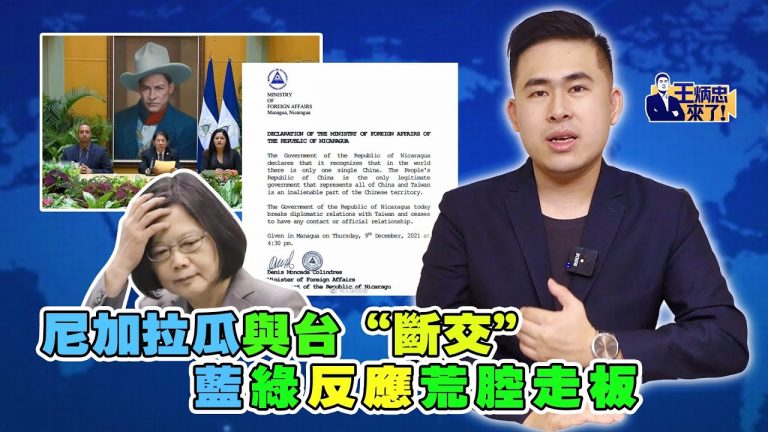 王炳忠
來了!
MINISTRY
OF
FOREIGN AFFAIRS
Managua, Nicaragua
DECLARATION OF THE MINISTRY OF FOREIGN AFFAIRS OF
THE REPUBLIC OF NICARAGUA
The Government of the Republic of Nicaragua
declares that it recognizes that in the world
there is only one single China. The People's
Republic of China is the only legitimate
government that represents all of China and Taiwan
is an inalienable part of the Chinese territory.
The Government of the Republic of Nicaragua today
breaks diplomatic relations with Taiwan and ceases
to have any contact or official relationship.
Given in Managua on Thursday, 9th December, 2021 at
4:30 pm.
Denis Moncada Colindres
Minister of Foreign Affairs
of the Republic of Nicaragu
尼加拉瓜與台“斷交”
藍綠反應荒腔走板